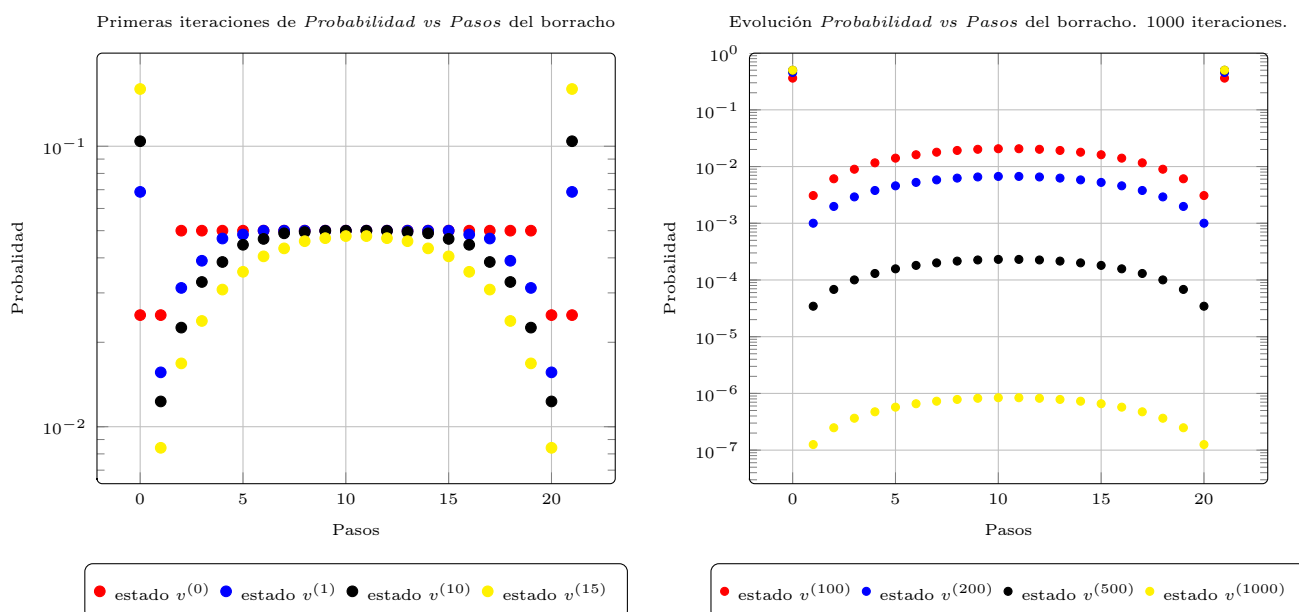 Primeras iteraciones de Probabilidad vs Pasos del borracho
10^{-1}
10^{-2}
Probalidad
0 5 10 15 20
Pasos
estado v^{(0)} estado v^{(1)} estado v^{(10)} estado v^{(15)}
Evolución Probabilidad vs Pasos del borracho. 1000 iteraciones.
10^{0}
10^{-1}
10^{-2}
10^{-3}
10^{-4}
10^{-5}
10^{-6}
10^{-7}
Probalidad
0 5 10 15 20
Pasos
estado v^{(100)} estado v^{(200)} estado v^{(500)} estado v^{(1000)}